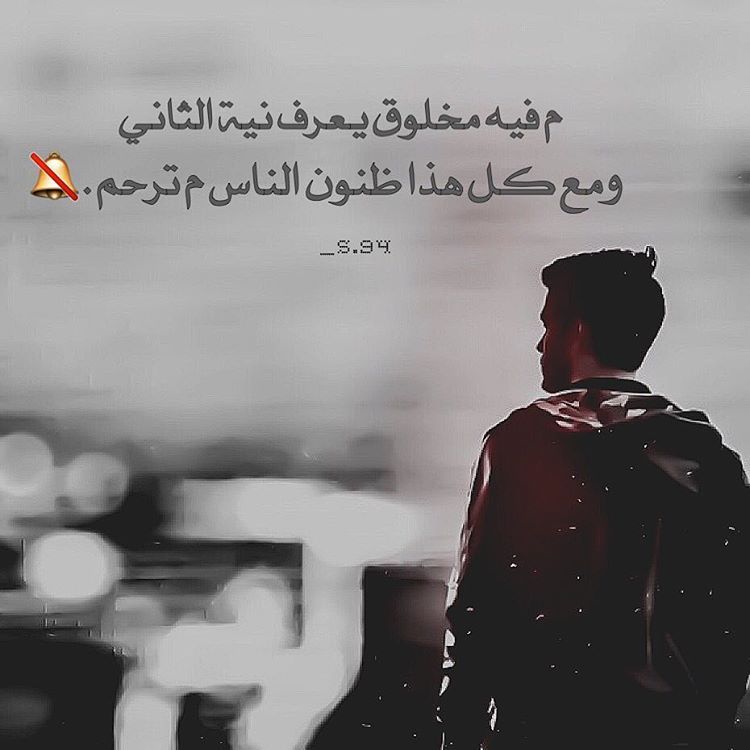 م فيه مخلوق يعرف نية الثاني
ومع كل هذا ظنون الناس م ترحم . 🔕
_s.94